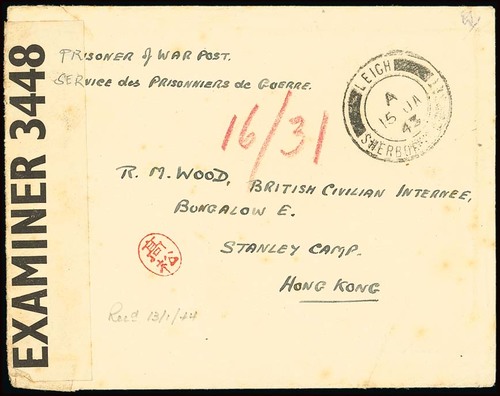 EXAMINER 3448
PRISONER of WAR POST.
SERVICE des PRISONNIERS de GUERRE.
LEIGH
A
15 JA
43
16/31
R. M. WOOD, BRITISH CIVILIAN INTERNEE,
BUNGALOW E.
STANLEY CAMP.
HONG KONG
Recd 13/1/44